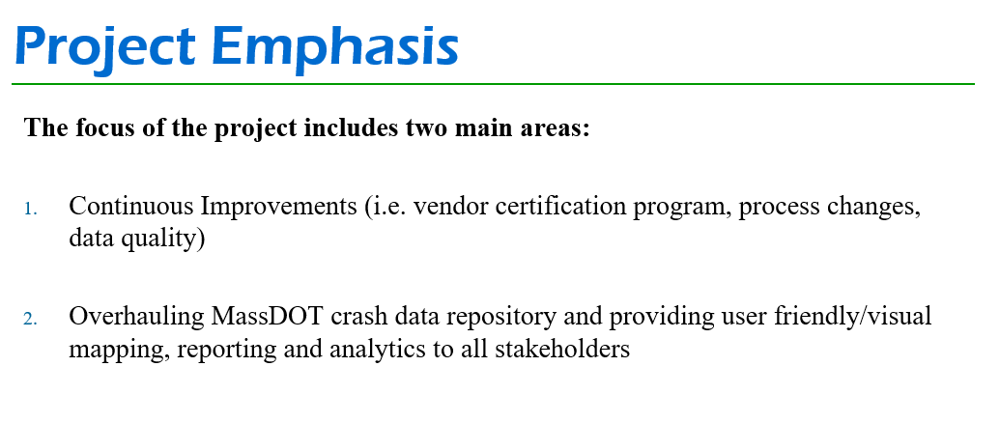 Project Emphasis
The focus of the project includes two main areas:
1. Continuous Improvements (i.e. vendor certification program, process changes,
data quality)
2. Overhauling MassDOT crash data repository and providing user friendly/visual
mapping, reporting and analytics to all stakeholders